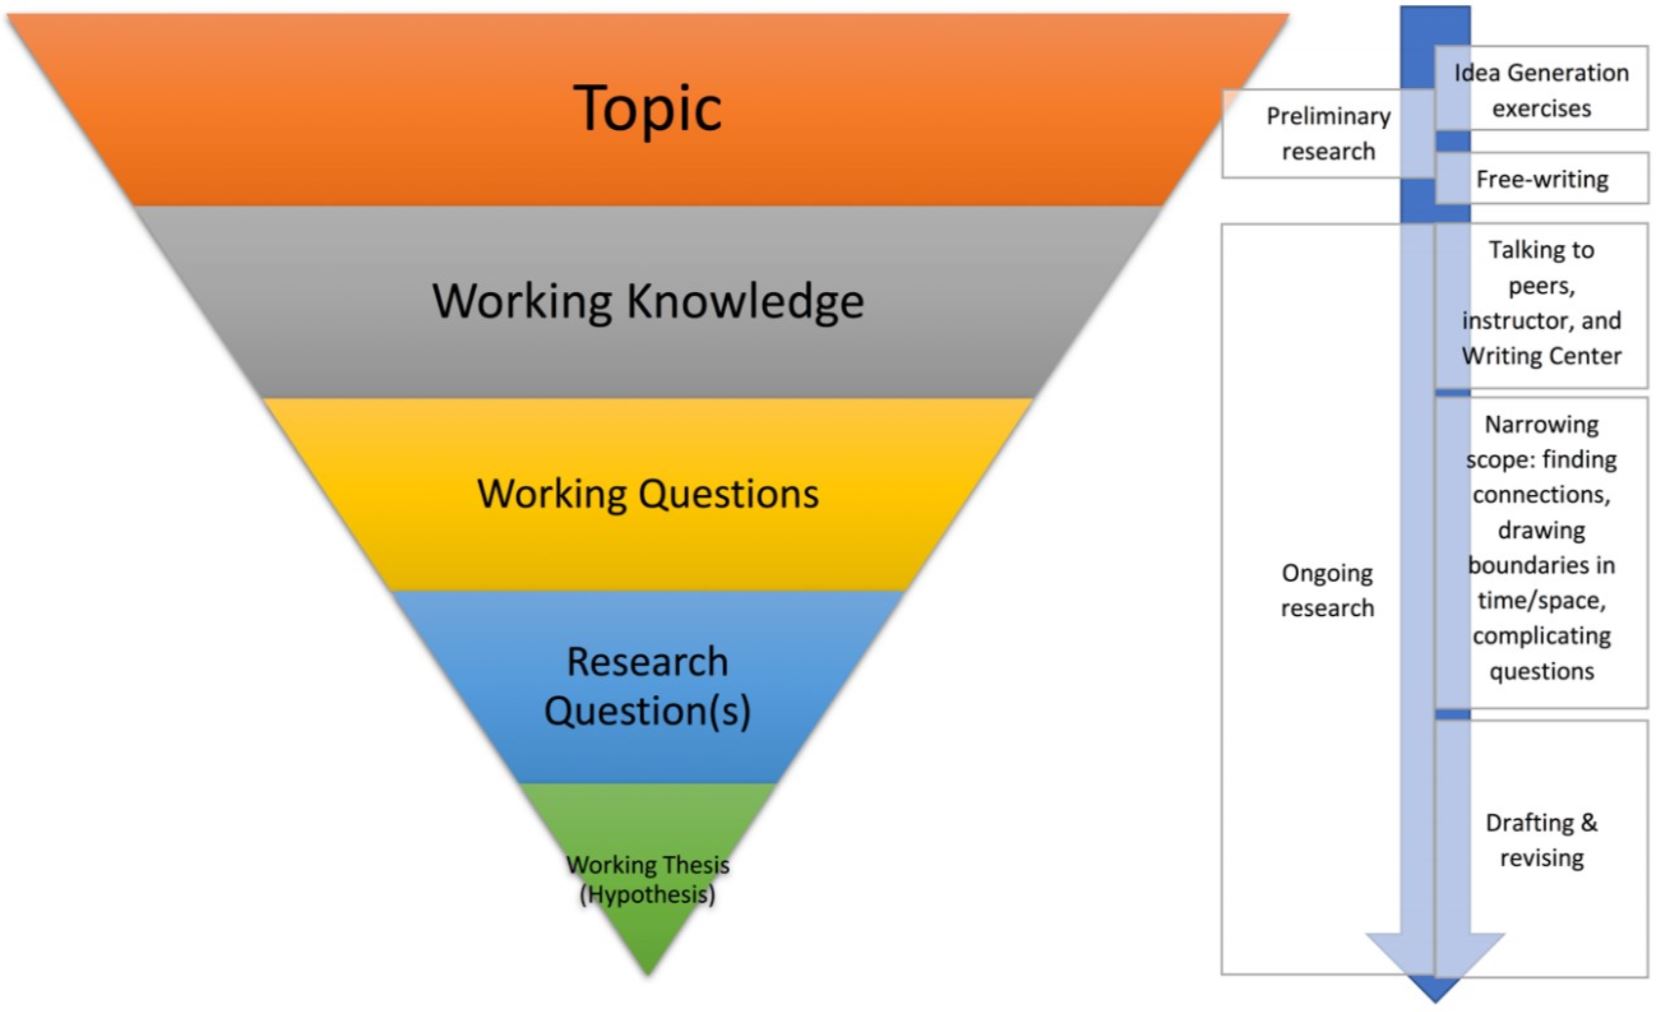 Topic
Working Knowledge
Working Questions
Research
Question(s)
Working Thesis
(Hypothesis)
Preliminary
research
Ongoing
research
Idea Generation
exercises
Free-writing
Talking to
peers,
instructor, and
Writing Center
Narrowing
scope: finding
connections,
drawing
boundaries in
time/space,
complicating
questions
Drafting &
revising